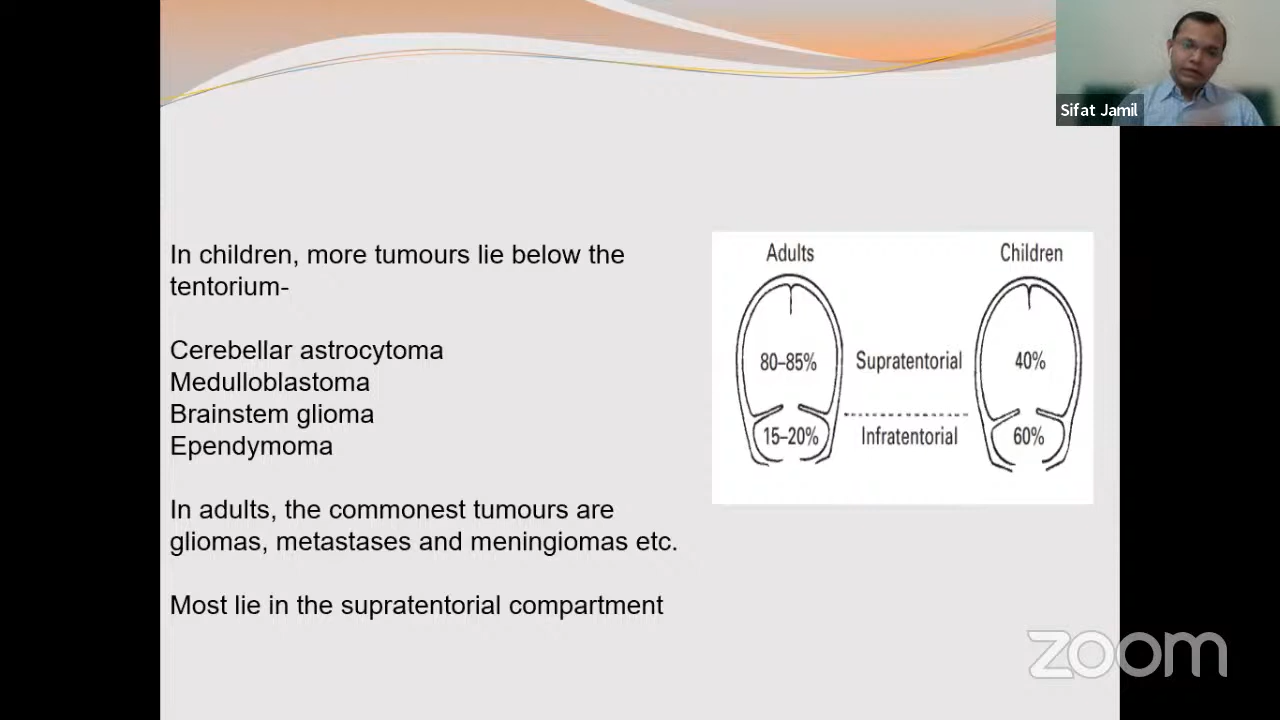 Sifat Jamil
In children, more tumours lie below the
tentorium-
Cerebellar astrocytoma
Medulloblastoma
Brainstem glioma
Ependymoma
In adults, the commonest tumours are
gliomas, metastases and meningiomas etc.
Most lie in the supratentorial compartment
Adults Children
80–85% Supratentorial 40%
15–20% Infratentorial 60%
zoom